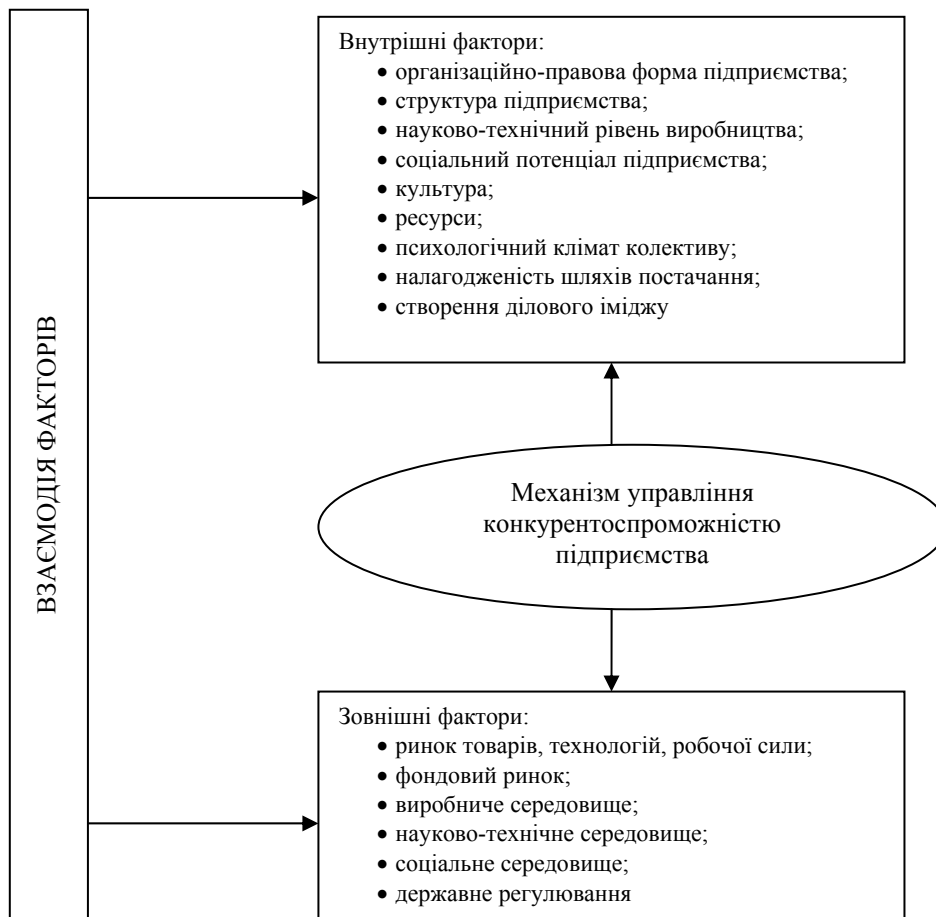 ВЗАЄМОДІЯ ФАКТОРІВ
Внутрішні фактори:
• організаційно-правова форма підприємства;
• структура підприємства;
• науково-технічний рівень виробництва;
• соціальний потенціал підприємства;
• культура;
• ресурси;
• психологічний клімат колективу;
• налагодженість шляхів постачання;
• створення ділового іміджу
Механізм управління
конкурентоспроможністю
підприємства
Зовнішні фактори:
• ринок товарів, технологій, робочої сили;
• фондовий ринок;
• виробниче середовище;
• науково-технічне середовище;
• соціальне середовище;
• державне регулювання